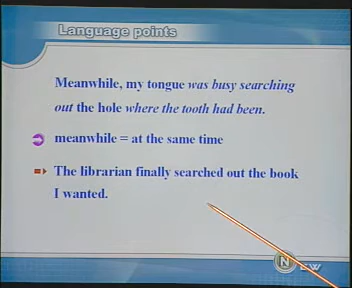 Language points
Meanwhile, my tongue was busy searching
out the hole where the tooth had been.
meanwhile = at the same time
The librarian finally searched out the book
I wanted.
N